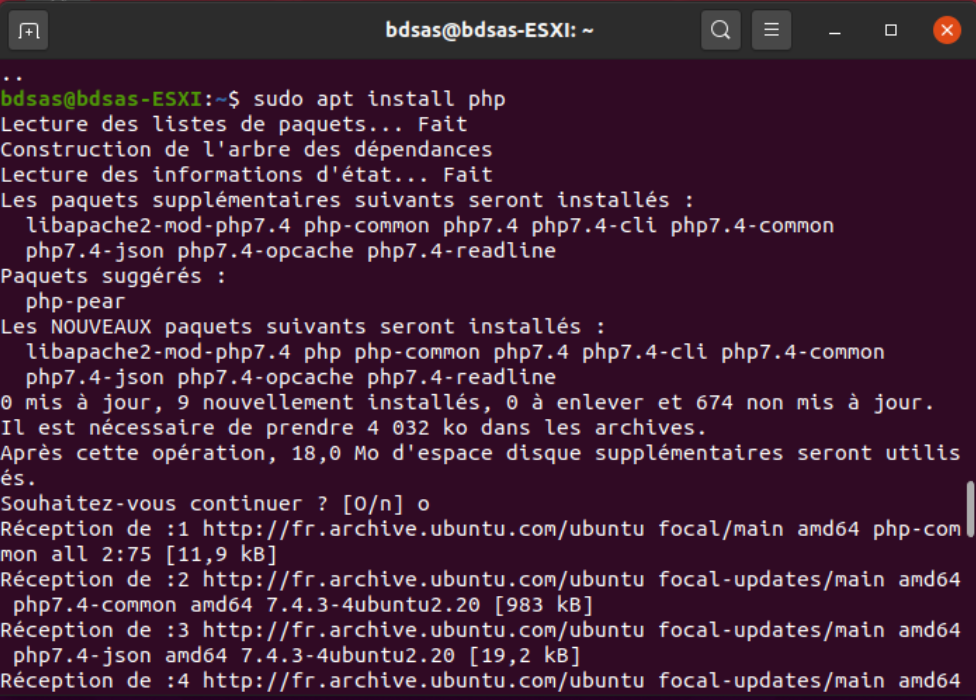 bdsas@bdsas-ESXI: ~
..
bdsas@bdsas-ESXI:~$ sudo apt install php
Lecture des listes de paquets... Fait
Construction de l'arbre des dépendances
Lecture des informations d'état... Fait
Les paquets supplémentaires suivants seront installés :
  libapache2-mod-php7.4 php-common php7.4 php7.4-cli php7.4-common
  php7.4-json php7.4-opcache php7.4-readline
Paquets suggérés :
  php-pear
Les NOUVEAUX paquets suivants seront installés :
  libapache2-mod-php7.4 php php-common php7.4 php7.4-cli php7.4-common
  php7.4-json php7.4-opcache php7.4-readline
0 mis à jour, 9 nouvellement installés, 0 à enlever et 674 non mis à jour.
Il est nécessaire de prendre 4 032 ko dans les archives.
Après cette opération, 18,0 Mo d'espace disque supplémentaires seront utilis
és.
Souhaitez-vous continuer ? [O/n] o
Réception de :1 http://fr.archive.ubuntu.com/ubuntu focal/main amd64 php-com
mon all 2:75 [11,9 kB]
Réception de :2 http://fr.archive.ubuntu.com/ubuntu focal-updates/main amd64
 php7.4-common amd64 7.4.3-4ubuntu2.20 [983 kB]
Réception de :3 http://fr.archive.ubuntu.com/ubuntu focal-updates/main amd64
 php7.4-json amd64 7.4.3-4ubuntu2.20 [19,2 kB]
Réception de :4 http://fr.archive.ubuntu.com/ubuntu focal-updates/main amd64